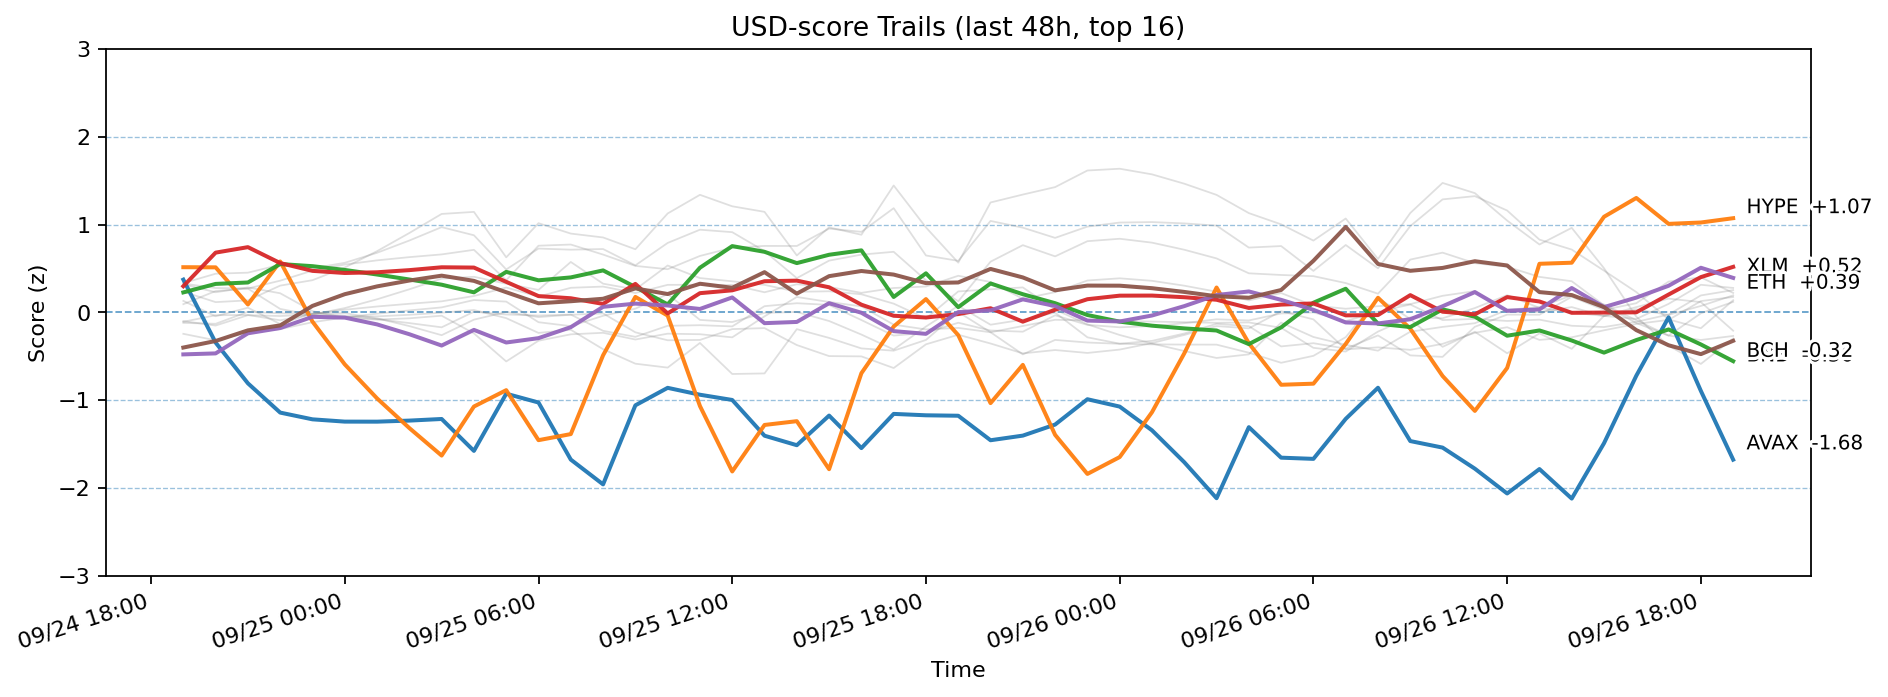 USD-score Trails (last 48h, top 16)
Score (z)
3
2
1
0
−1
−2
−3
HYPE +1.07
XLM +0.52
ETH +0.39
BCH -0.32
AVAX -1.68
09/24 18:00
09/25 00:00
09/25 06:00
09/25 12:00
09/25 18:00
09/26 00:00
09/26 06:00
09/26 12:00
09/26 18:00
Time